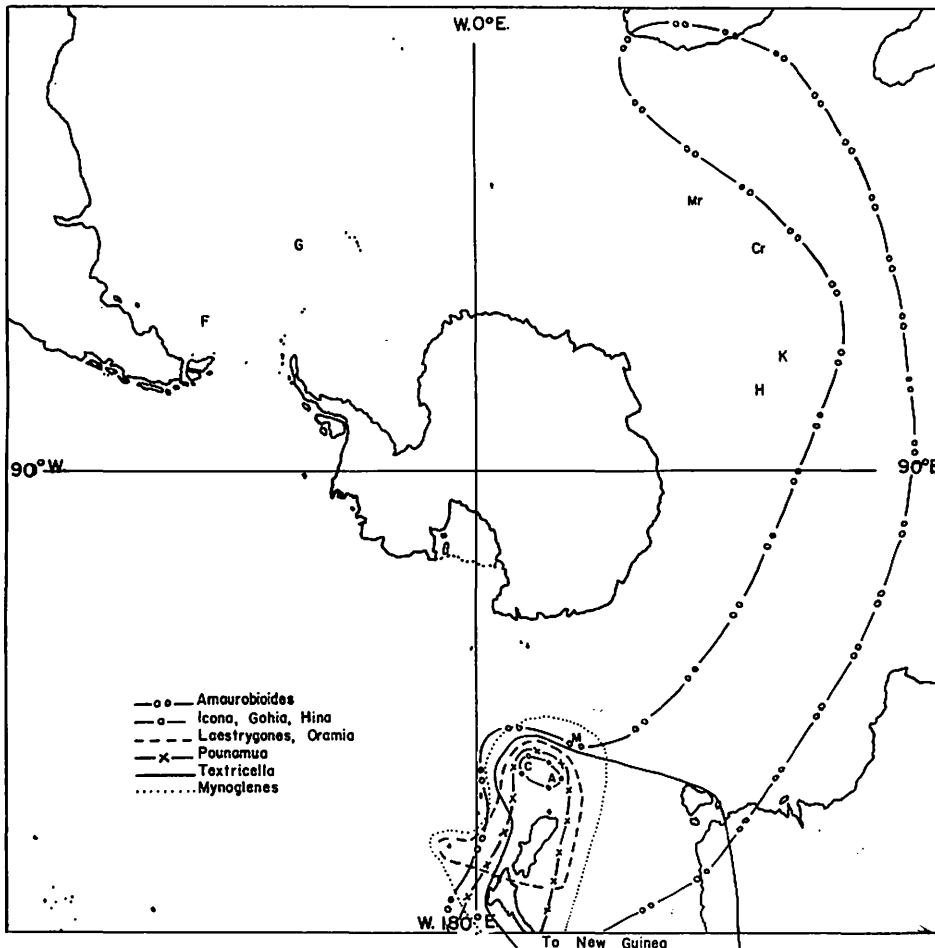 W.0°E.
Mr
G
Cr
F
K
H
90°W.
90°E
Amaurobioides
Icona, Gohia, Hina
Laestrygones, Oramia
Pounamua
Textricella
Mynoglenes
M
C
A
W. 180° E
To New Guinea